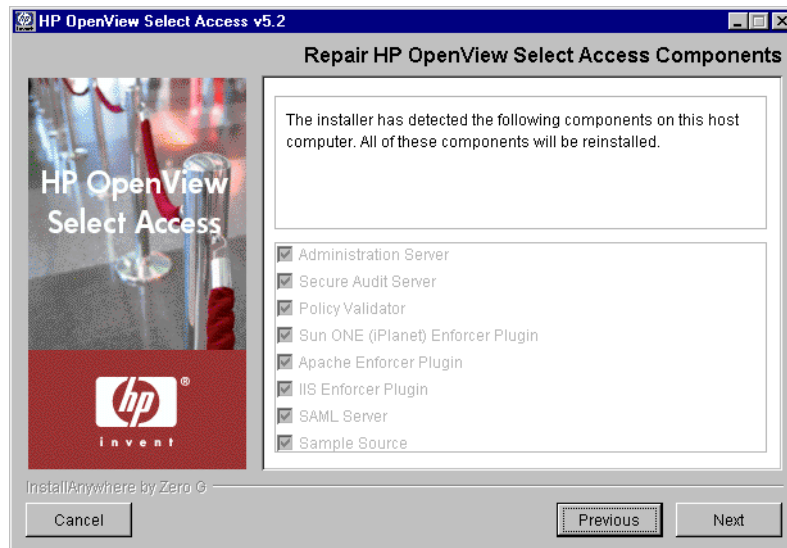 HP OpenView Select Access v5.2
Repair HP OpenView Select Access Components
HP OpenView
Select Access
The installer has detected the following components on this host
computer. All of these components will be reinstalled.
Administration Server
Secure Audit Server
Policy Validator
Sun ONE (iPlanet) Enforcer Plugin
Apache Enforcer Plugin
IIS Enforcer Plugin
SAML Server
Sample Source
hp ®
invent
InstallAnywhere by Zero G
Cancel
Previous
Next